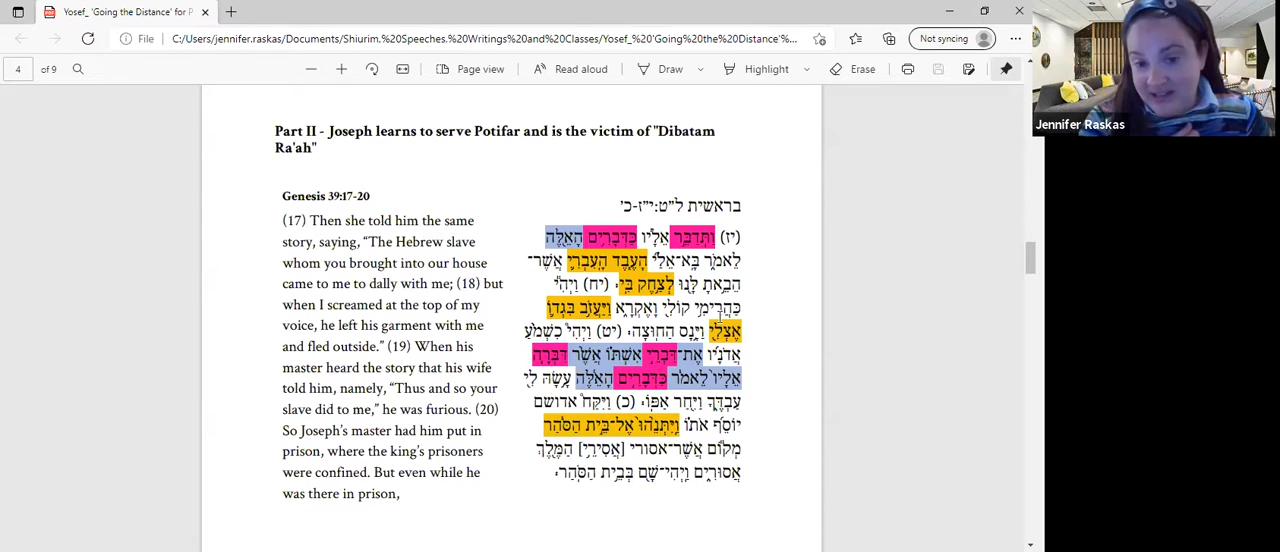 Yosef_ 'Going the Distance' for P
File
C:/Users/jennifer.raskas/Documents/Shiurim.%20Speeches.%20Writings%20and%20Classes/Yosef_%20'Going%20the%20Distance'%...
Not syncing
4 of 9
Page view
Read aloud
Draw
Highlight
Erase
Jennifer Raskas
Part II - Joseph learns to serve Potifar and is the victim of "Dibatam
Ra'ah"
Genesis 39:17-20
(17) Then she told him the same
story, saying, “The Hebrew slave
whom you brought into our house
came to me to dally with me; (18) but
when I screamed at the top of my
voice, he left his garment with me
and fled outside.” (19) When his
master heard the story that his wife
told him, namely, “Thus and so your
slave did to me,” he was furious. (20)
So Joseph’s master had him put in
prison, where the king’s prisoners
were confined. But even while he
was there in prison,
בראשית ל״ט:י״ז-כ׳
(יז) וַתְּדַבֵּ֣ר אֵלָ֔יו כַּדְּבָרִ֥ים הָאֵ֖לֶּה
לֵאמֹ֑ר בָּֽא־אֵלַ֞י הָעֶ֧בֶד הָֽעִבְרִ֛י אֲשֶׁר־
הֵבֵ֥אתָ לָּ֖נוּ לְצַ֥חֶק בִּֽי׃ (יח) וַיְהִ֕י
כַּהֲרִימִ֥י קוֹלִ֖י וָאֶקְרָ֑א וַיַּעֲזֹ֥ב בִּגְד֛וֹ
אֶצְלִ֖י וַיָּ֥נׇס הַחֽוּצָה׃ (יט) וַיְהִי֩ כִשְׁמֹ֨עַ
אֲדֹנָ֜יו אֶת־דִּבְרֵ֣י אִשְׁתּ֗וֹ אֲשֶׁ֨ר דִּבְּרָ֤ה
אֵלָיו֙ לֵאמֹ֔ר כַּדְּבָרִ֣ים הָאֵ֔לֶּה עָ֥שָׂה לִ֖י
עַבְדֶּ֑ךָ וַיִּ֖חַר אַפּֽוֹ׃ (כ) וַיִּקַּח֩ אדושם
יוֹסֵ֜ף אֹת֗וֹ וַֽיִּתְּנֵ֙הוּ֙ אֶל־בֵּ֣ית הַסֹּ֔הַר
מְק֕וֹם אֲשֶׁר־אסורי [אֲסִירֵ֥י] הַמֶּ֖לֶךְ
אֲסוּרִ֑ים וַֽיְהִי־שָׁ֖ם בְּבֵ֥ית הַסֹּֽהַר׃